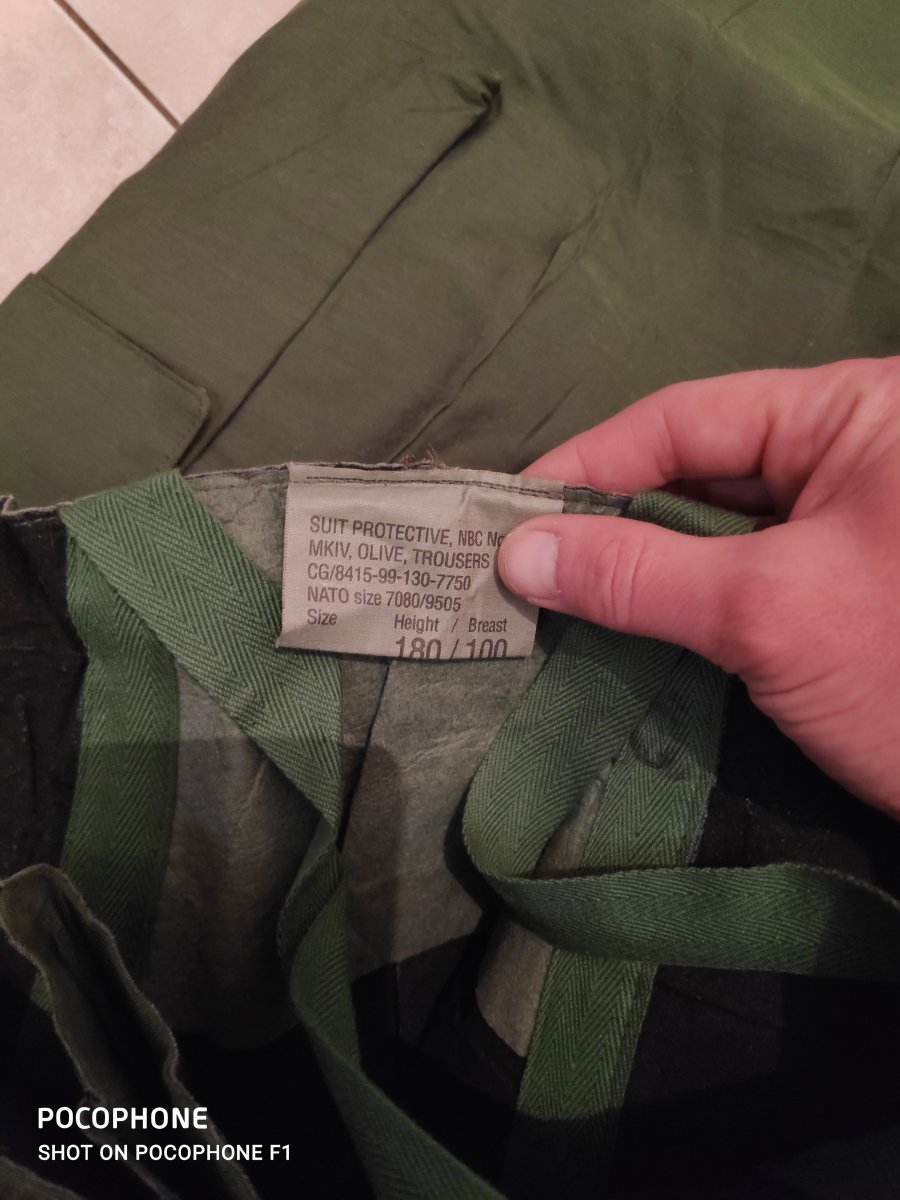 SUIT PROTECTIVE, NBC No
MKIV, OLIVE, TROUSERS
CG/8415-99-130-7750
NATO size 7080/9505
Size Height / Breast
180 / 100
POCOPHONE
SHOT ON POCOPHONE F1